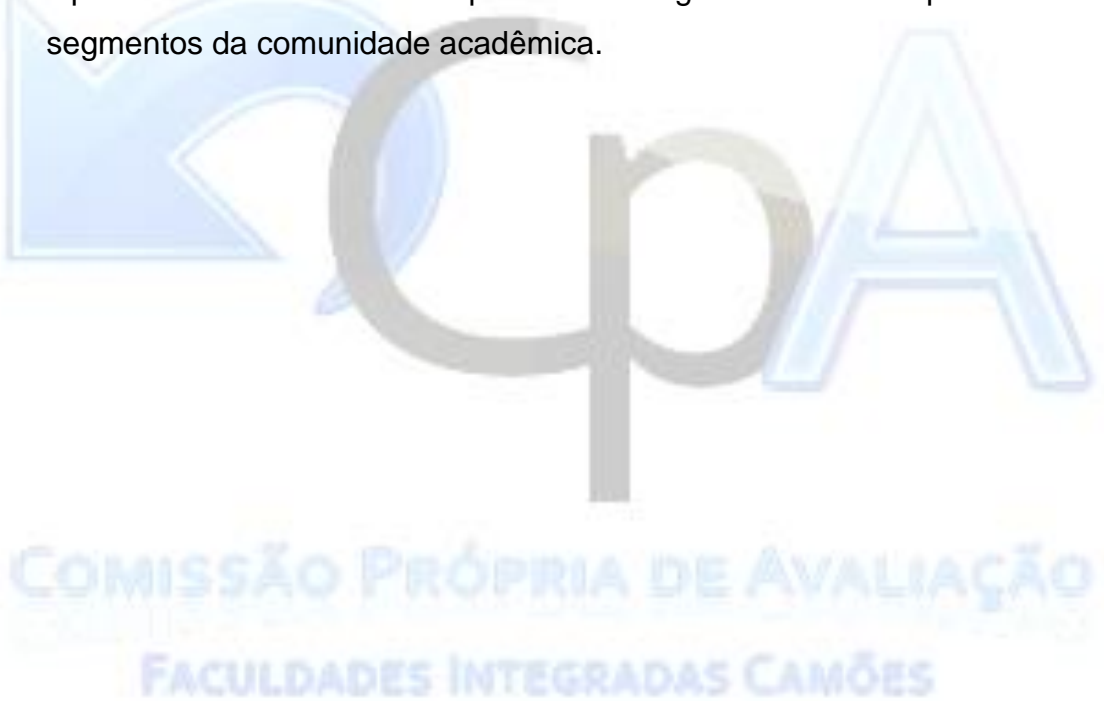 segmentos da comunidade acadêmica.
CpA
COMISSÃO PRÓPRIA DE AVALIAÇÃO
FACULDADES INTEGRADAS CAMÕES